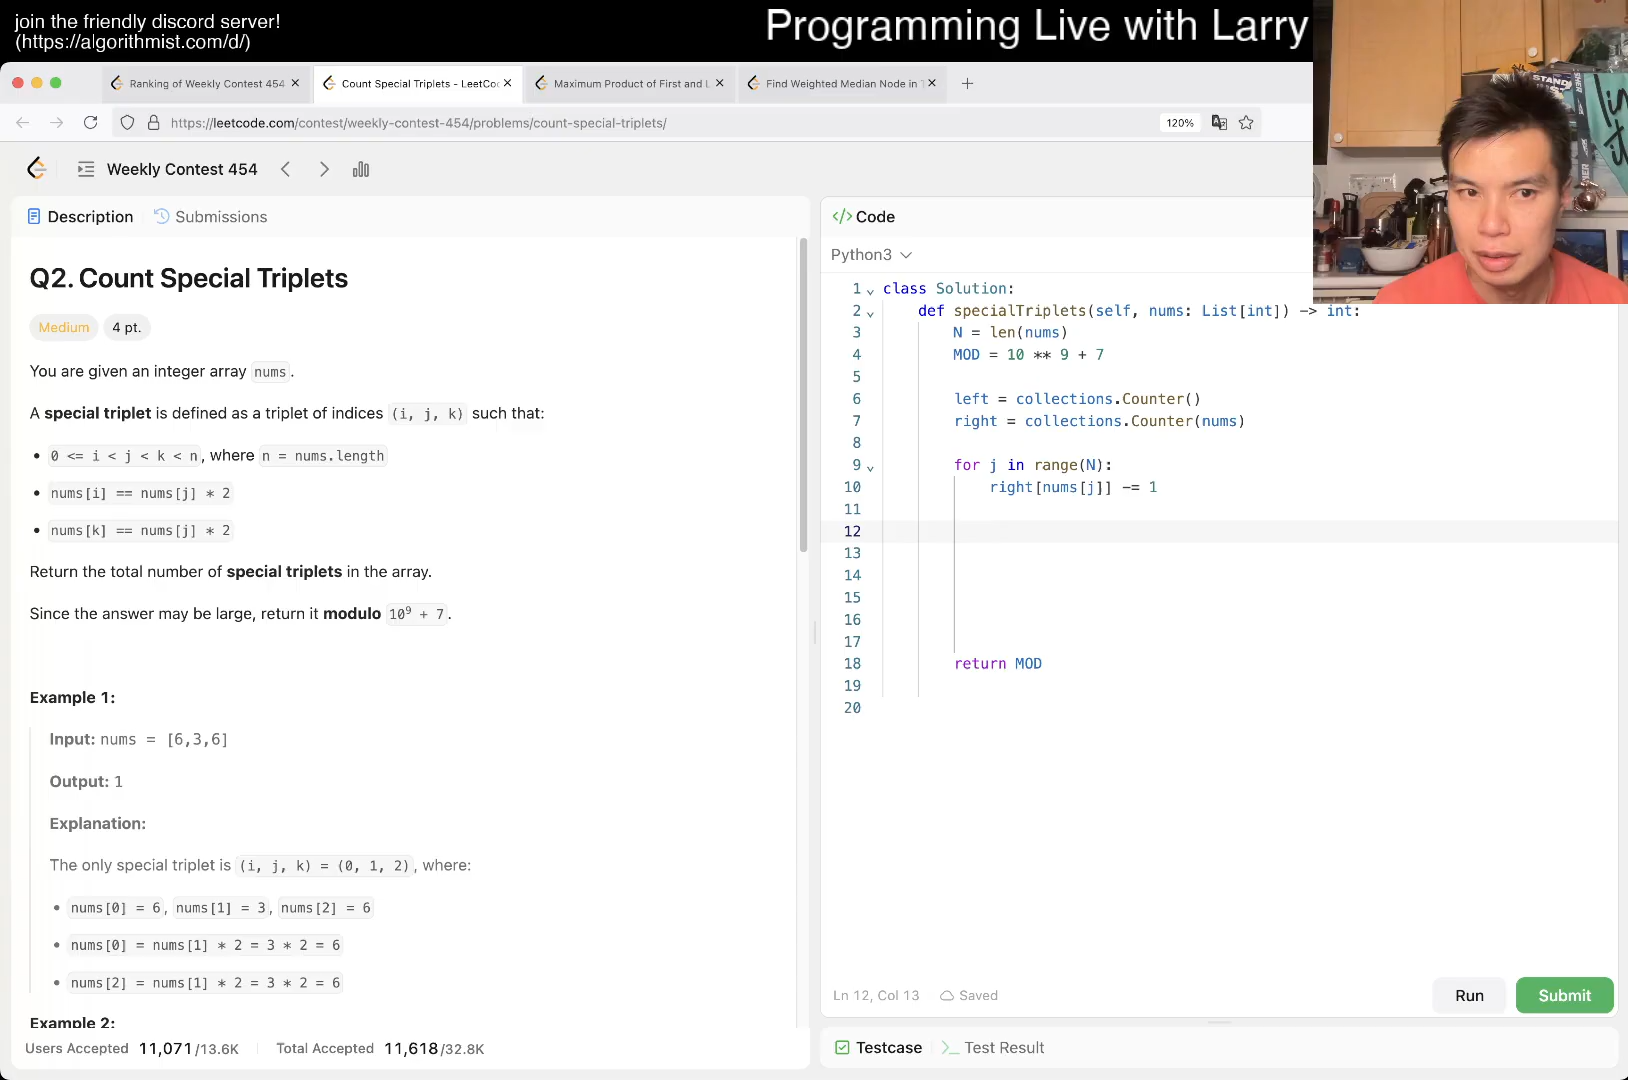 join the friendly discord server!
(https://algorithmist.com/d/)
Programming Live with Larry
Ranking of Weekly Contest 454
Count Special Triplets - LeetCo
Maximum Product of First and L
Find Weighted Median Node in
https://leetcode.com/contest/weekly-contest-454/problems/count-special-triplets/
120%
Weekly Contest 454
Description
Submissions
Q2. Count Special Triplets
Medium 4 pt.
You are given an integer array nums.
A special triplet is defined as a triplet of indices (i, j, k) such that:
• 0 <= i < j < k < n, where n = nums.length
• nums[i] == nums[j] * 2
• nums[k] == nums[j] * 2
Return the total number of special triplets in the array.
Since the answer may be large, return it modulo 10⁹ + 7.
Example 1:
Input: nums = [6,3,6]
Output: 1
Explanation:
The only special triplet is (i, j, k) = (0, 1, 2), where:
• nums[0] = 6, nums[1] = 3, nums[2] = 6
• nums[0] = nums[1] * 2 = 3 * 2 = 6
• nums[2] = nums[1] * 2 = 3 * 2 = 6
Example 2:
Users Accepted 11,071/13.6K Total Accepted 11,618/32.8K
</> Code
Python3
1 class Solution:
2 def specialTriplets(self, nums: List[int]) -> int:
3 N = len(nums)
4 MOD = 10 ** 9 + 7
5
6 left = collections.Counter()
7 right = collections.Counter(nums)
8
9 for j in range(N):
10 right[nums[j]] -= 1
11
12
13
14
15
16
17
18 return MOD
19
20
Ln 12, Col 13 Saved
Run
Submit
Testcase
Test Result